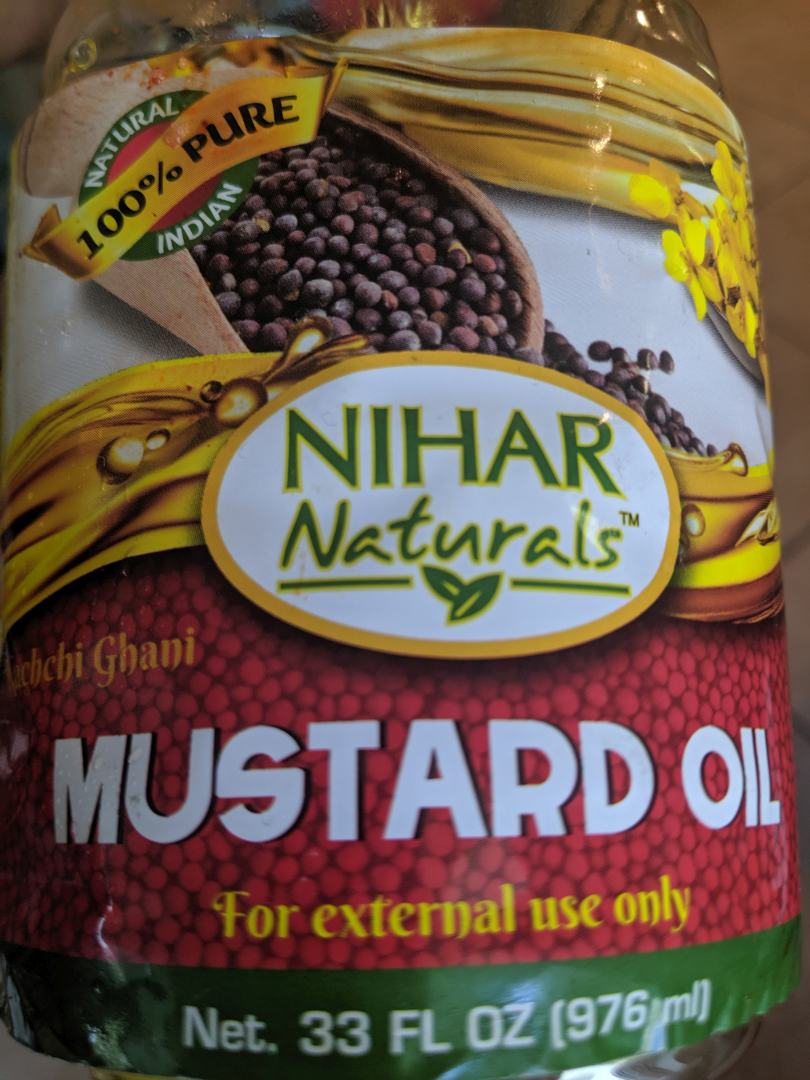 NATURAL
100% PURE
INDIAN
NIHAR
Naturals™
Ghani
MUSTARD OIL
For external use only
Net. 33 FL OZ (976 ml)